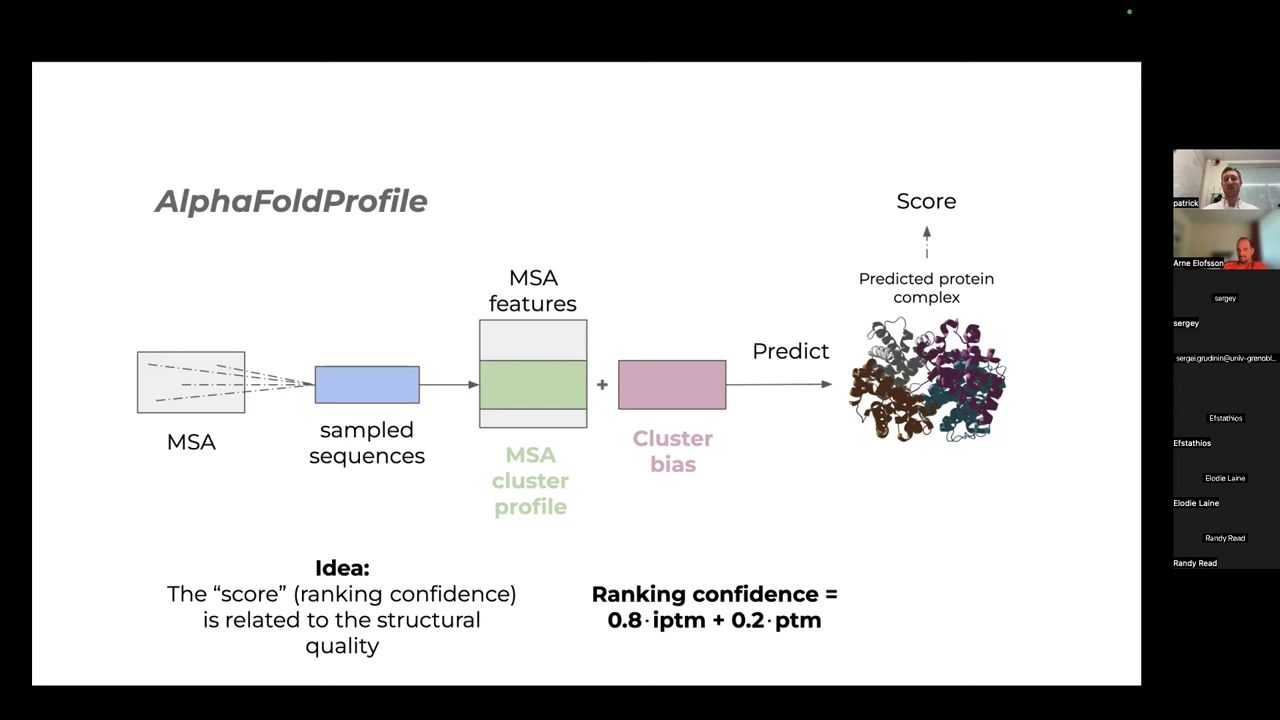 AlphaFoldProfile
MSA
sampled
sequences
MSA
features
MSA
cluster
profile
+
Cluster
bias
Predict
Score
Predicted protein
complex
Idea:
The “score” (ranking confidence)
is related to the structural
quality
Ranking confidence =
0.8·iptm + 0.2·ptm
patrick
Arne Elofsson
sergey
sergey
sergei.grudinin@univ-grenobl...
Efstathios
Efstathios
Elodie Laine
Elodie Laine
Randy Read
Randy Read